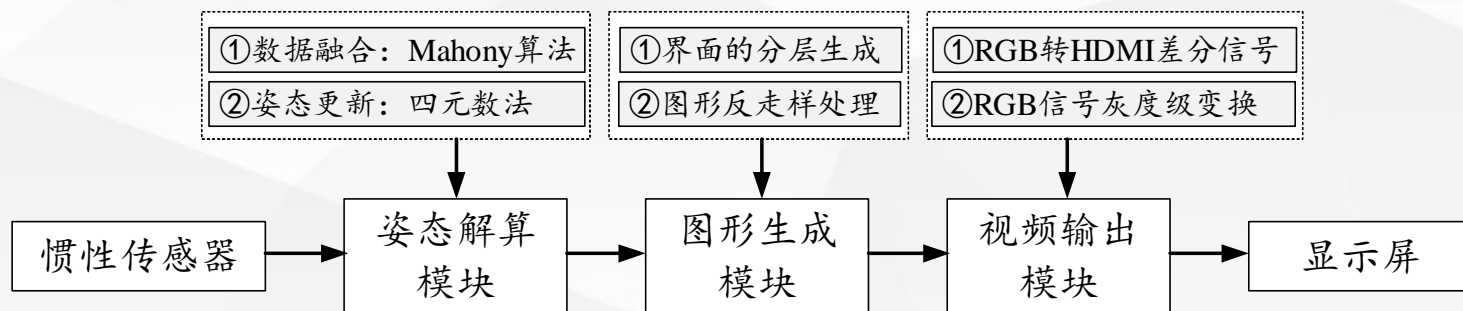 ①数据融合：Mahony算法
②姿态更新：四元数法
①界面的分层生成
②图形反走样处理
①RGB转HDMI差分信号
②RGB信号灰度级变换
惯性传感器
姿态解算
模块
图形生成
模块
视频输出
模块
显示屏